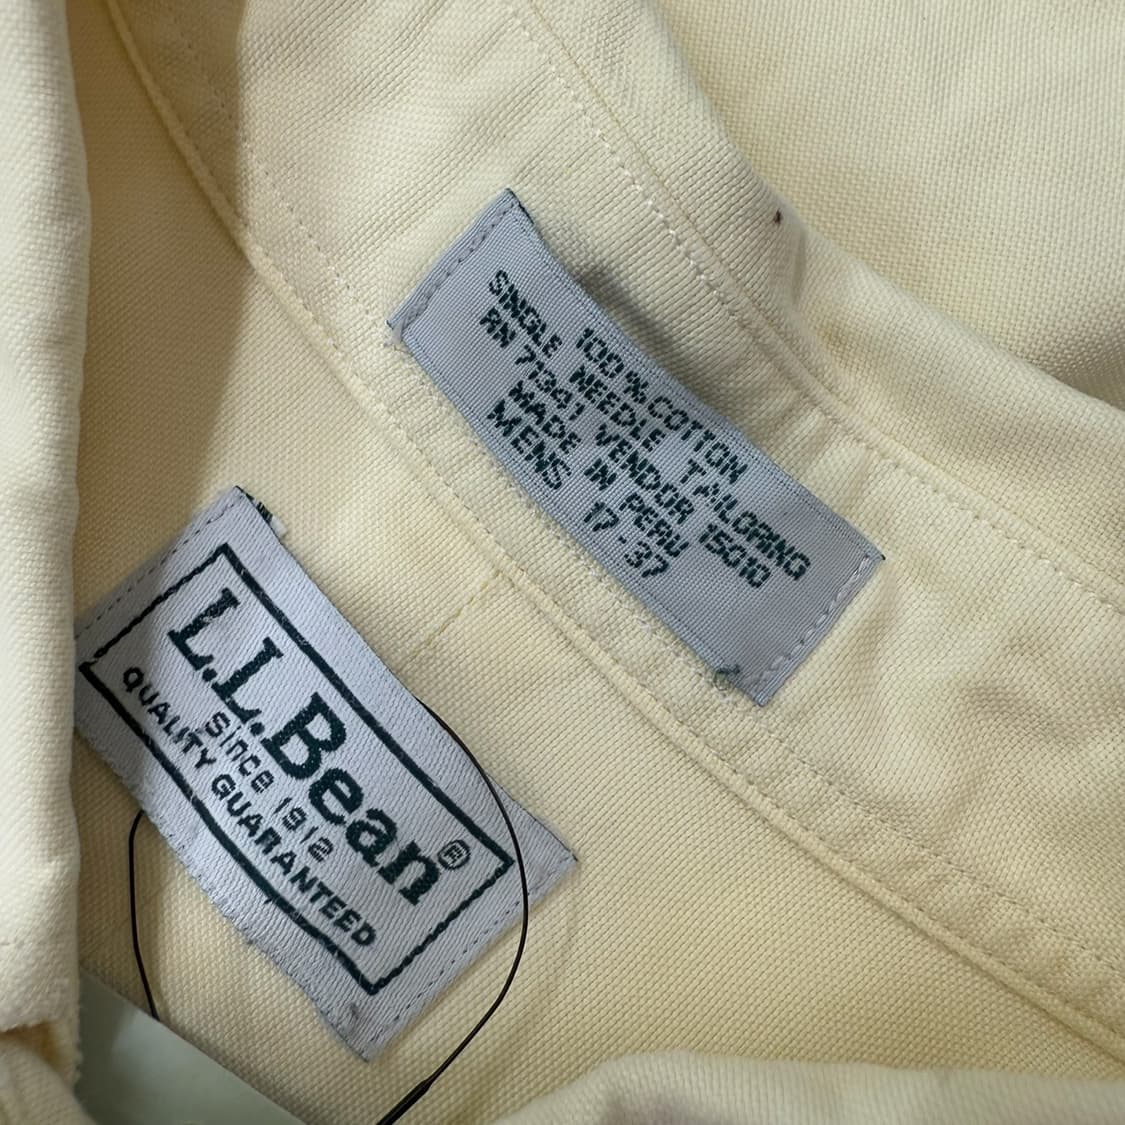 100% COTTON
SINGLE NEEDLE TAILORING
RN 71341 VENDOR 15010
MADE IN PERU
MENS 17-37
L.L.Bean®
Since 1912
QUALITY GUARANTEED